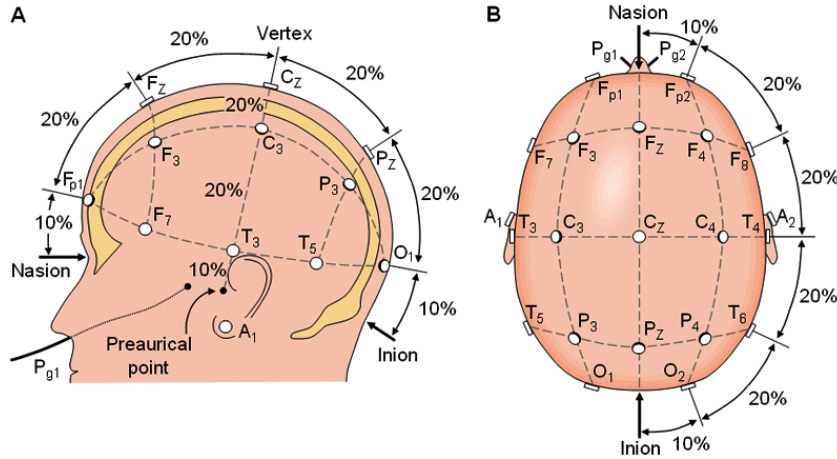 A
20%
Vertex
20%
FZ
CZ
20%
20%
20%
Fp1
F3
C3
PZ
20%
P3
20%
10%
F7
T3
T5
O1
Nasion
10%
10%
Preaurical
point
A1
Inion
Pg1
B
Nasion
Pg1
Pg2
10%
20%
Fp1
Fp2
F7
F3
FZ
F4
F8
20%
A1
T3
C3
CZ
C4
T4
A2
20%
T5
P3
PZ
P4
T6
O1
O2
20%
Inion
10%